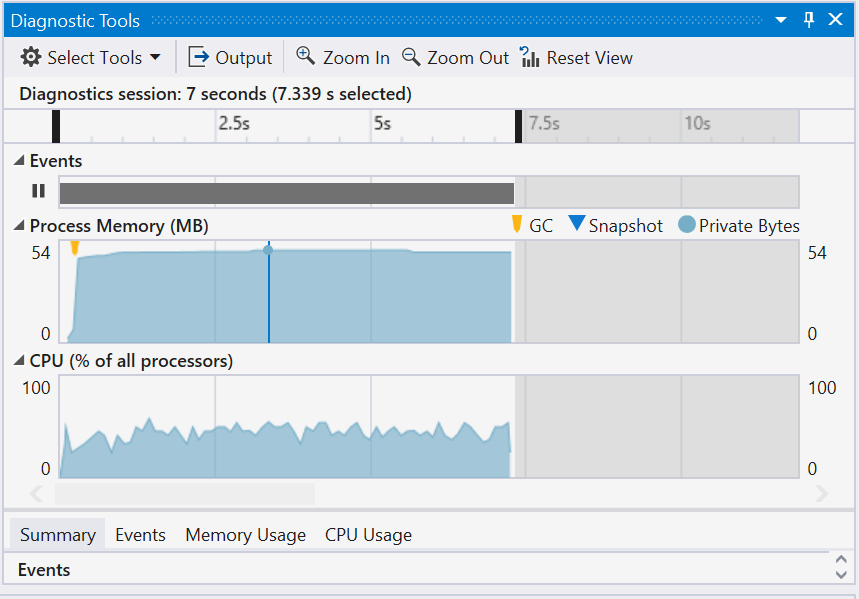 Diagnostic Tools
Select Tools Output Zoom In Zoom Out Reset View
Diagnostics session: 7 seconds (7.339 s selected)
2.5s 5s 7.5s 10s
Events
Process Memory (MB) GC Snapshot Private Bytes
54 54
0 0
CPU (% of all processors)
100 100
0 0
Summary Events Memory Usage CPU Usage
Events